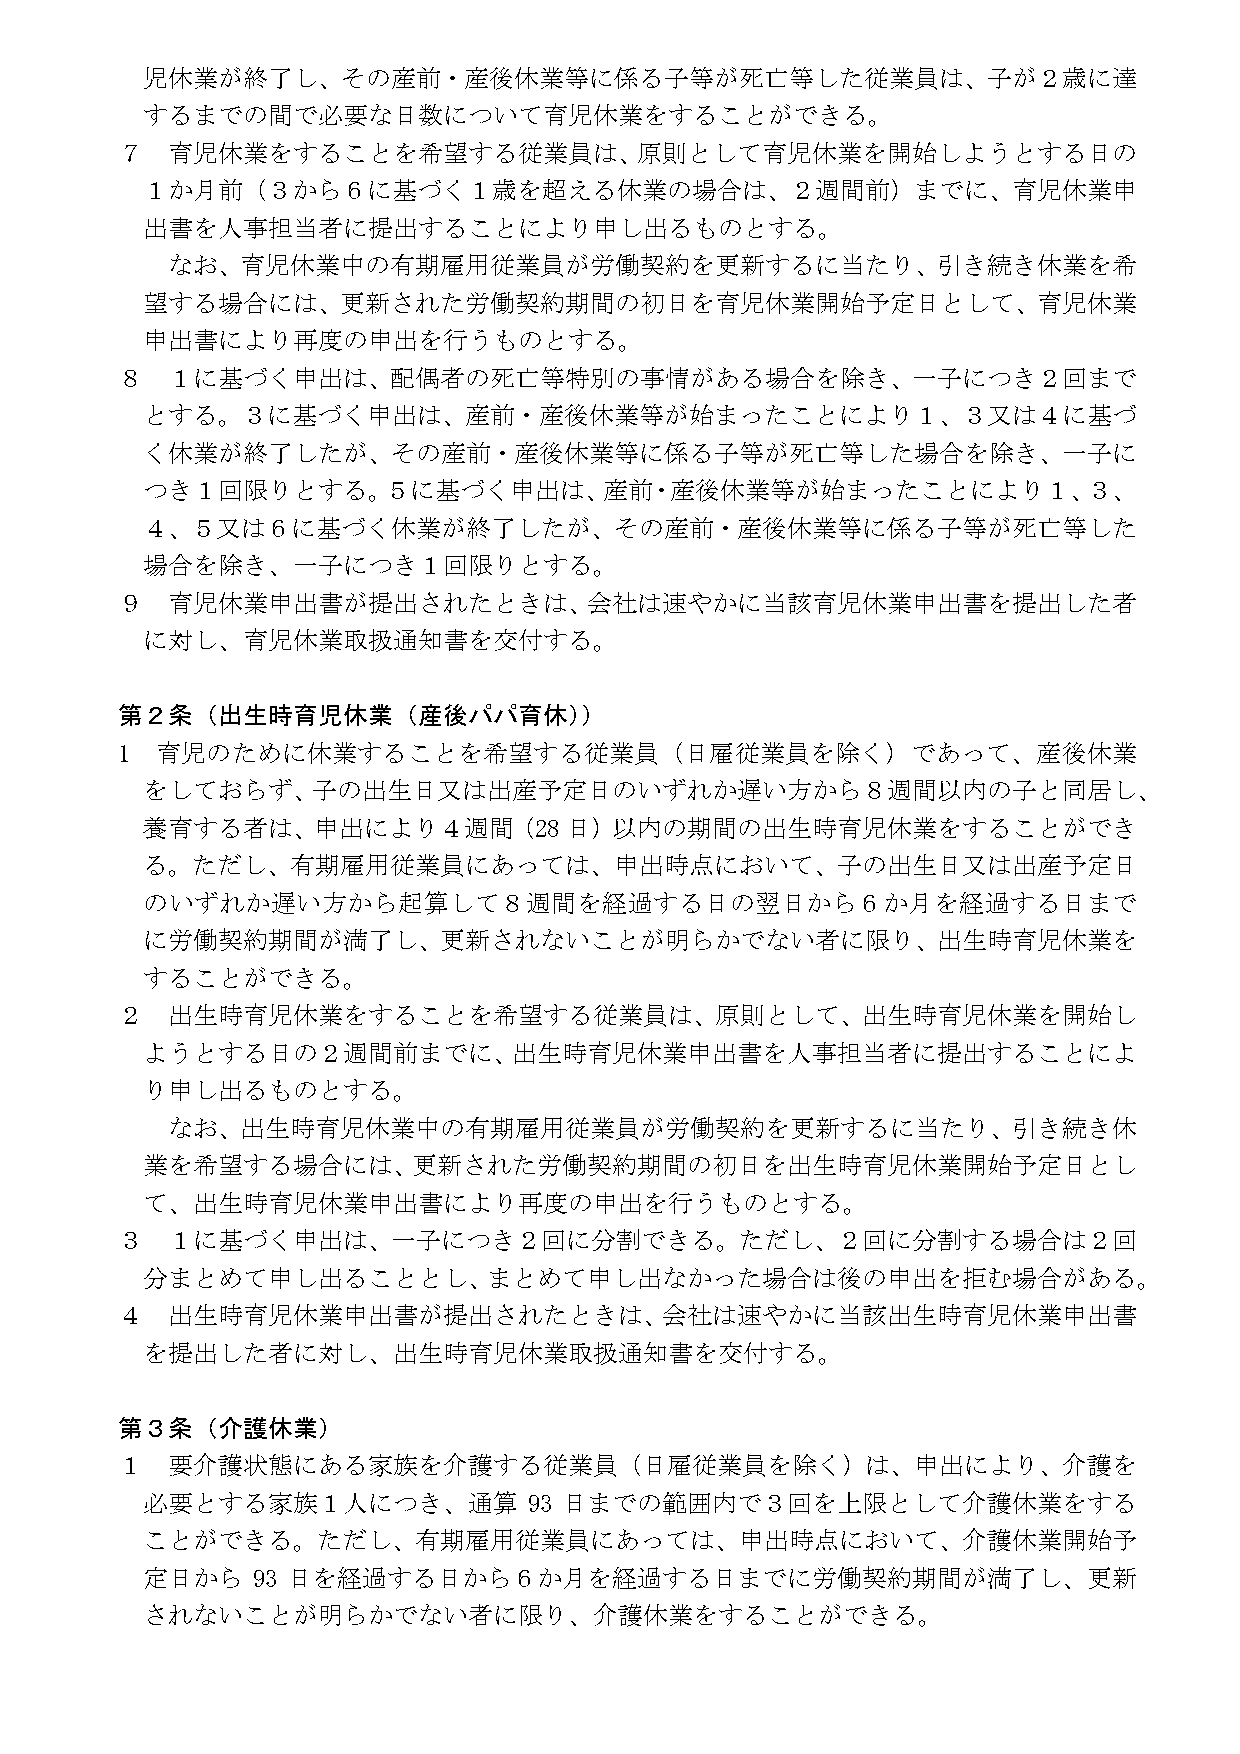 児休業が終了し、その産前・産後休業等に係る子等が死亡等した従業員は、子が２歳に達
するまでの間で必要な日数について育児休業をすることができる。
７　育児休業をすることを希望する従業員は、原則として育児休業を開始しようとする日の
１か月前（３から６に基づく１歳を超える休業の場合は、２週間前）までに、育児休業申
出書を人事担当者に提出することにより申し出るものとする。
なお、育児休業中の有期雇用従業員が労働契約を更新するに当たり、引き続き休業を希
望する場合には、更新された労働契約期間の初日を育児休業開始予定日として、育児休業
申出書により再度の申出を行うものとする。
８　１に基づく申出は、配偶者の死亡等特別の事情がある場合を除き、一子につき２回まで
とする。３に基づく申出は、産前・産後休業等が始まったことにより１、３又は４に基づ
く休業が終了したが、その産前・産後休業等に係る子等が死亡等した場合を除き、一子に
つき１回限りとする。５に基づく申出は、産前・産後休業等が始まったことにより１、３、
４、５又は６に基づく休業が終了したが、その産前・産後休業等に係る子等が死亡等した
場合を除き、一子につき１回限りとする。
９　育児休業申出書が提出されたときは、会社は速やかに当該育児休業申出書を提出した者
に対し、育児休業取扱通知書を交付する。
第２条（出生時育児休業（産後パパ育休））
1　育児のために休業することを希望する従業員（日雇従業員を除く）であって、産後休業
をしておらず、子の出生日又は出産予定日のいずれか遅い方から８週間以内の子と同居し、
養育する者は、申出により４週間（28 日）以内の期間の出生時育児休業をすることができ
る。ただし、有期雇用従業員にあっては、申出時点において、子の出生日又は出産予定日
のいずれか遅い方から起算して８週間を経過する日の翌日から６か月を経過する日まで
に労働契約期間が満了し、更新されないことが明らかでない者に限り、出生時育児休業を
することができる。
２　出生時育児休業をすることを希望する従業員は、原則として、出生時育児休業を開始し
ようとする日の２週間前までに、出生時育児休業申出書を人事担当者に提出することによ
り申し出るものとする。
なお、出生時育児休業中の有期雇用従業員が労働契約を更新するに当たり、引き続き休
業を希望する場合には、更新された労働契約期間の初日を出生時育児休業開始予定日とし
て、出生時育児休業申出書により再度の申出を行うものとする。
３　１に基づく申出は、一子につき２回に分割できる。ただし、２回に分割する場合は２回
分まとめて申し出ることとし、まとめて申し出なかった場合は後の申出を拒む場合がある。
４　出生時育児休業申出書が提出されたときは、会社は速やかに当該出生時育児休業申出書
を提出した者に対し、出生時育児休業取扱通知書を交付する。
第３条（介護休業）
１　要介護状態にある家族を介護する従業員（日雇従業員を除く）は、申出により、介護を
必要とする家族１人につき、通算 93 日までの範囲内で３回を上限として介護休業をする
ことができる。ただし、有期雇用従業員にあっては、申出時点において、介護休業開始予
定日から 93 日を経過する日から６か月を経過する日までに労働契約期間が満了し、更新
されないことが明らかでない者に限り、介護休業をすることができる。